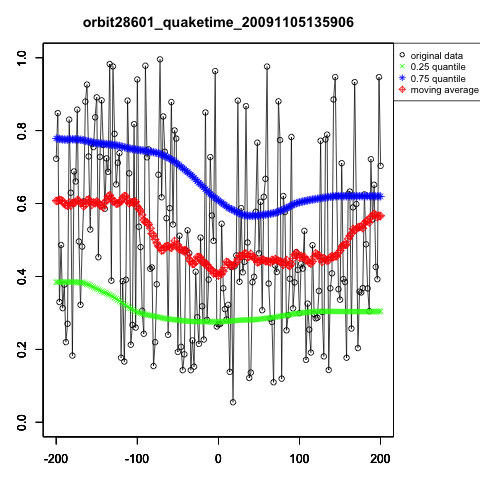 orbit28601_quaketime_20091105135906
original data
0.25 quantile
0.75 quantile
moving average
1.0
0.8
0.6
0.4
0.2
0.0
-200 -100 0 100 200